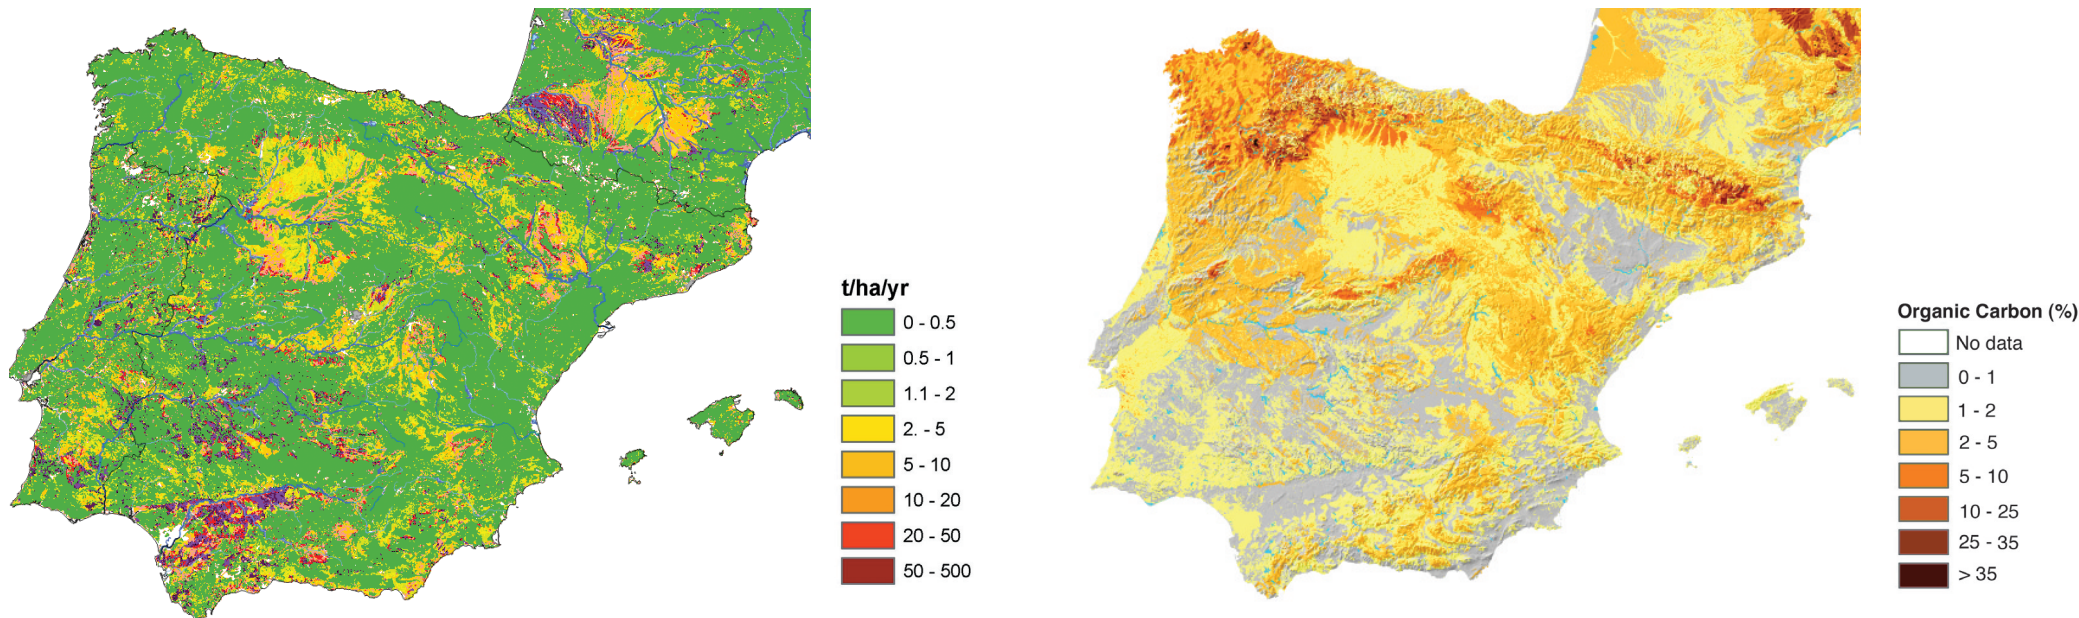 t/ha/yr
0 - 0.5
0.5 - 1
1.1 - 2
2. - 5
5 - 10
10 - 20
20 - 50
50 - 500
Organic Carbon (%)
No data
0 - 1
1 - 2
2 - 5
5 - 10
10 - 25
25 - 35
> 35